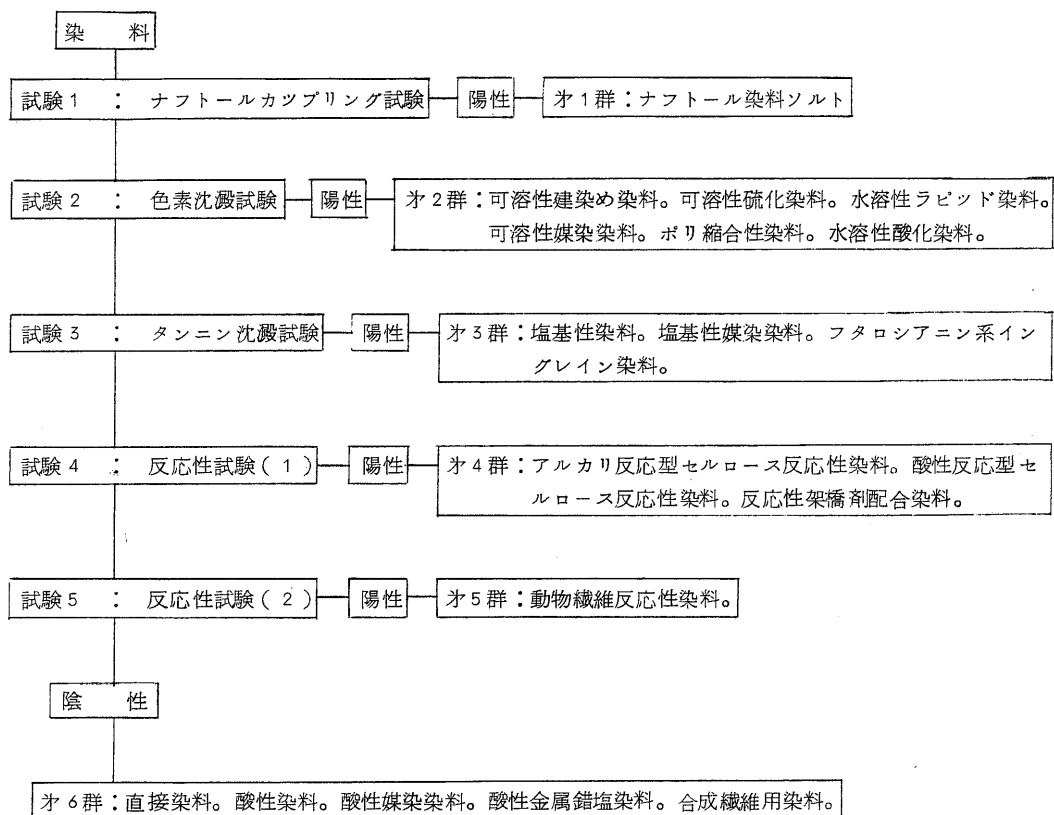 染　料
試験1　：　ナフトールカツプリング試験　陽性　才1群：ナフトール染料ソルト
試験2　：　色素沈澱試験　陽性　才2群：可溶性建染め染料。可溶性硫化染料。水溶性ラピッド染料。
可溶性媒染染料。ポリ縮合性染料。水溶性酸化染料。
試験3　：　タンニン沈澱試験　陽性　才3群：塩基性染料。塩基性媒染染料。フタロシアニン系イン
グレイン染料。
試験4　：　反応性試験(1)　陽性　才4群：アルカリ反応型セルロース反応性染料。酸性反応型セ
ルロース反応性染料。反応性架橋剤配合染料。
試験5　：　反応性試験(2)　陽性　才5群：動物繊維反応性染料。
陰　性
才6群：直接染料。酸性染料。酸性媒染染料。酸性金属錯塩染料。合成繊維用染料。